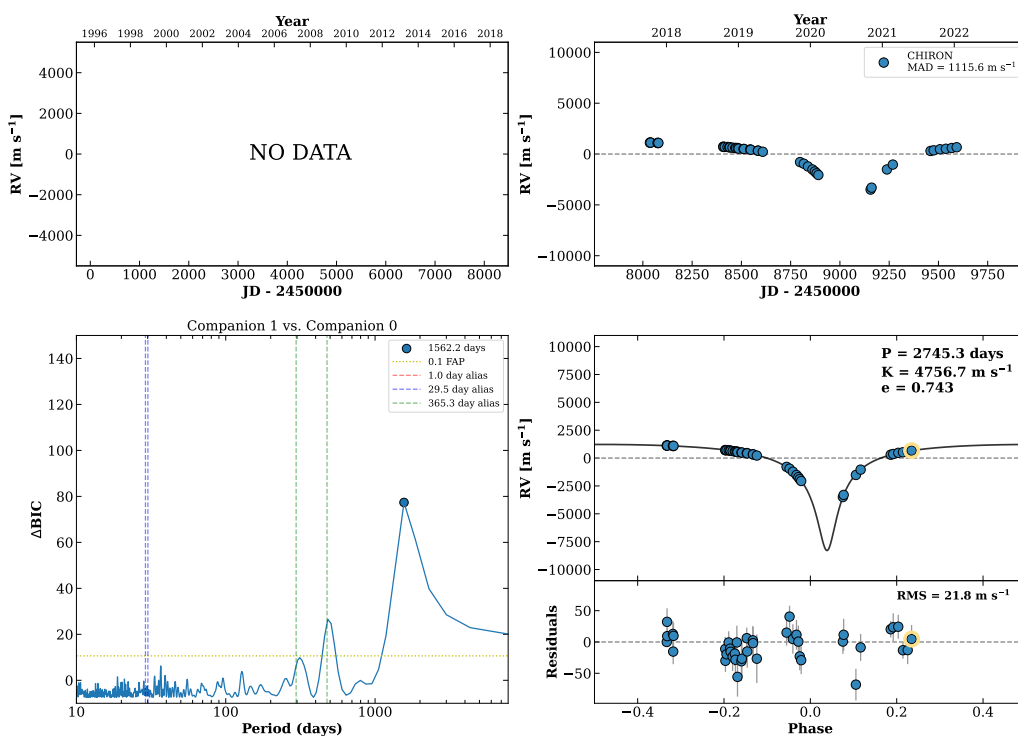 Year
1996 1998 2000 2002 2004 2006 2008 2010 2012 2014 2016 2018
4000
2000
0
−2000
−4000
RV [m s⁻¹]
NO DATA
0 1000 2000 3000 4000 5000 6000 7000 8000
JD - 2450000
Year
2018 2019 2020 2021 2022
10000
5000
0
−5000
−10000
RV [m s⁻¹]
CHIRON
MAD = 1115.6 m s⁻¹
8000 8250 8500 8750 9000 9250 9500 9750
JD - 2450000
Companion 1 vs. Companion 0
140
120
100
80
60
40
20
0
ΔBIC
1562.2 days
0.1 FAP
1.0 day alias
29.5 day alias
365.3 day alias
10 100 1000
Period (days)
10000
7500
5000
2500
0
−2500
−5000
−7500
−10000
RV [m s⁻¹]
P = 2745.3 days
K = 4756.7 m s⁻¹
e = 0.743
50
0
−50
Residuals
RMS = 21.8 m s⁻¹
−0.4 −0.2 0.0 0.2 0.4
Phase